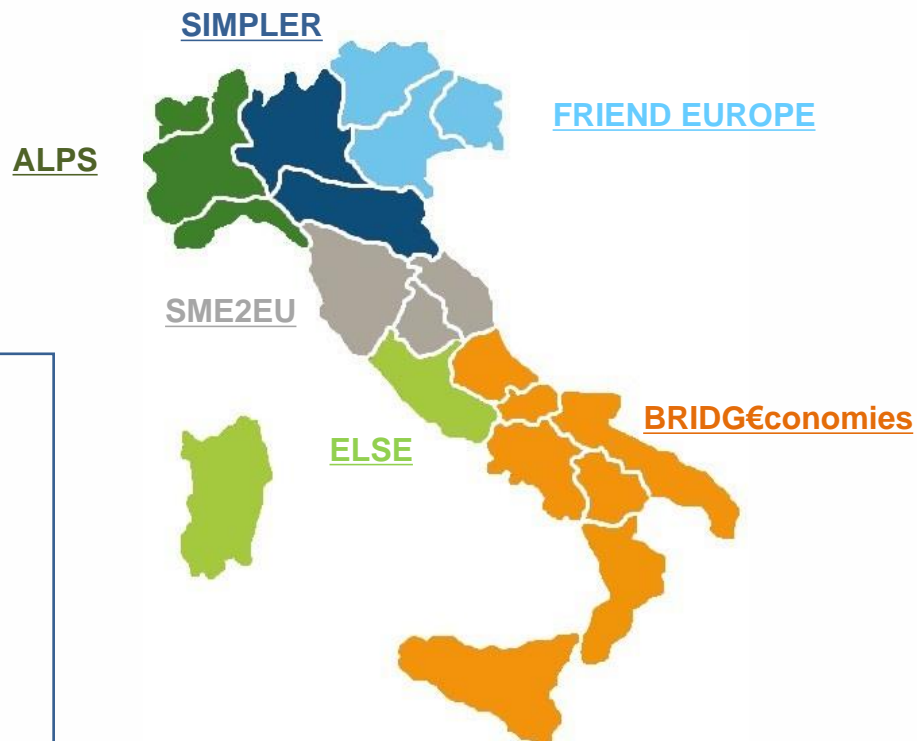 SIMPLER
FRIEND EUROPE
ALPS
SME2EU
BRIDG€conomies
ELSE